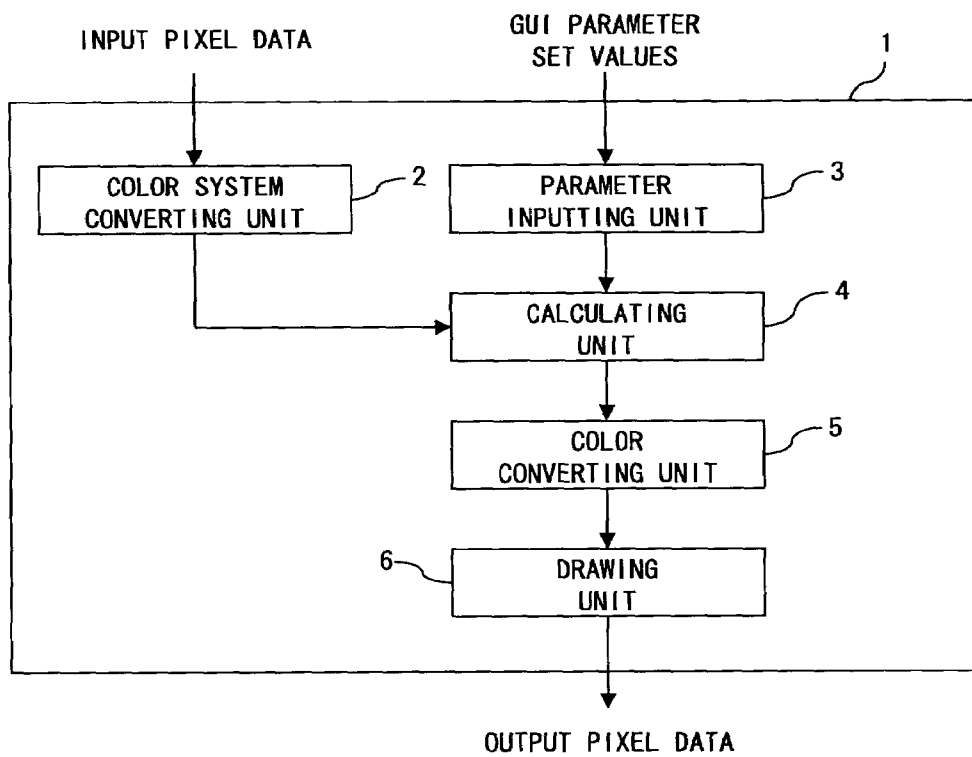 INPUT PIXEL DATA
GUI PARAMETER
SET VALUES
1
COLOR SYSTEM
CONVERTING UNIT
2
PARAMETER
INPUTTING UNIT
3
CALCULATING
UNIT
4
COLOR
CONVERTING UNIT
5
6
DRAWING
UNIT
OUTPUT PIXEL DATA